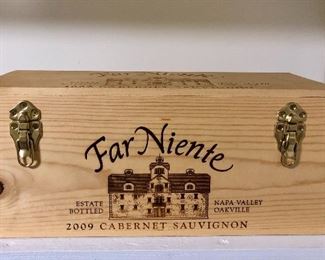 Far Niente
ESTATE BOTTLED
NAPA VALLEY OAKVILLE
2009 CABERNET SAUVIGNON